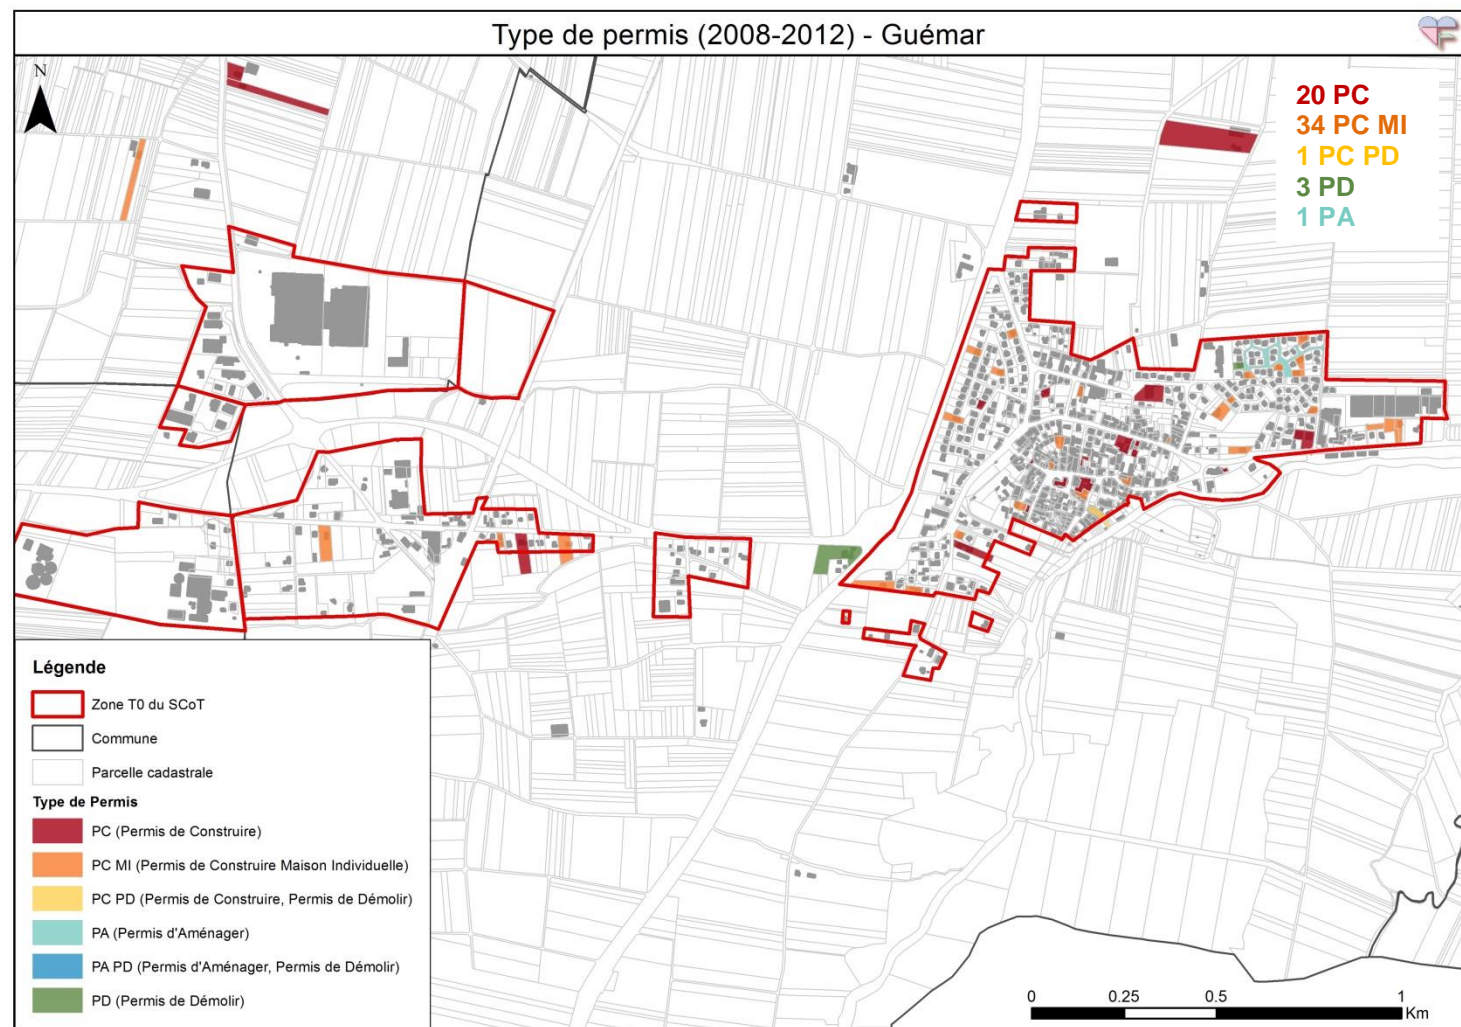 Type de permis (2008-2012) - Guémar
N
20 PC
34 PC MI
1 PC PD
3 PD
1 PA
Légende
Zone T0 du SCoT
Commune
Parcelle cadastrale
Type de Permis
PC (Permis de Construire)
PC MI (Permis de Construire Maison Individuelle)
PC PD (Permis de Construire, Permis de Démolir)
PA (Permis d'Aménager)
PA PD (Permis d'Aménager, Permis de Démolir)
PD (Permis de Démolir)
0 0.25 0.5 1
Km